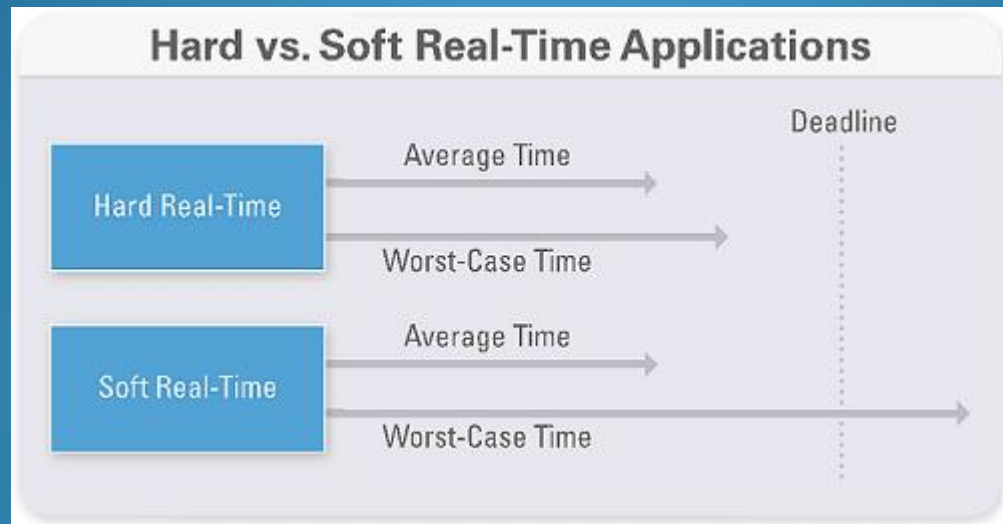 Hard vs. Soft Real-Time Applications
Deadline
Average Time
Hard Real-Time
Worst-Case Time
Average Time
Soft Real-Time
Worst-Case Time